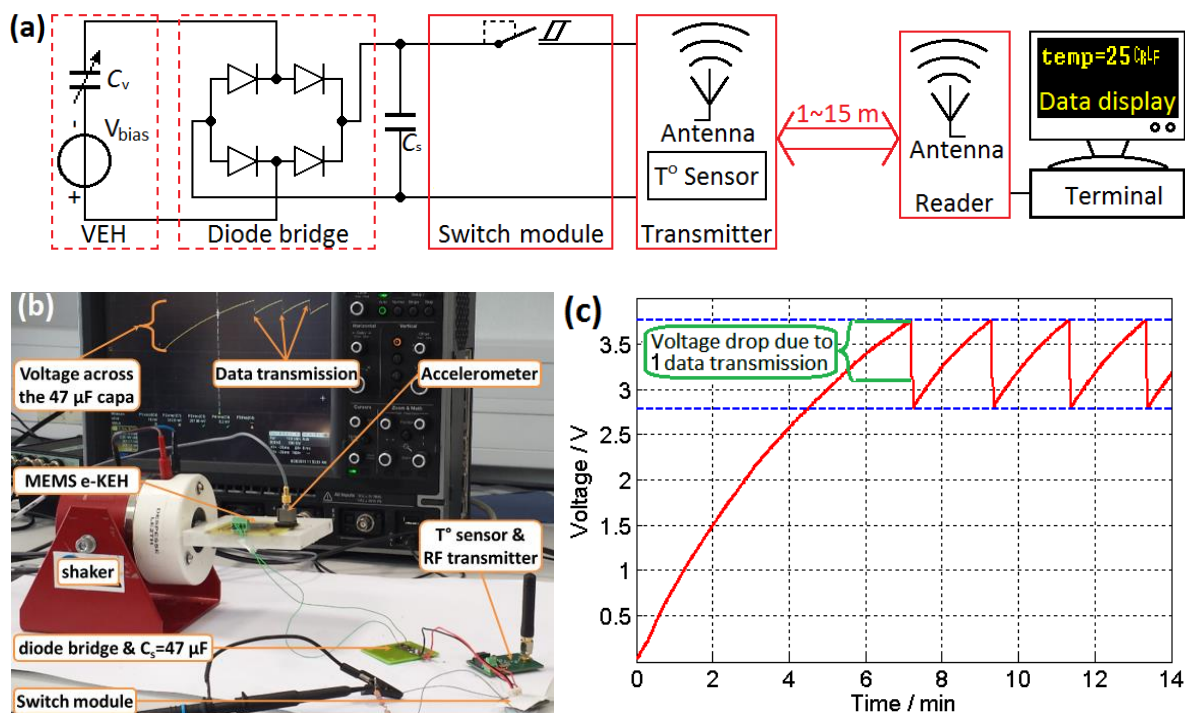 (a)
Cv
-
Vbias
+
VEH
Diode bridge
Cs
Switch module
Antenna
T° Sensor
Transmitter
1~15 m
Antenna
Reader
temp=25 CRLF
Data display
Terminal
(b)
Voltage across
the 47 µF capa
Data transmission
Accelerometer
MEMS e-KEH
shaker
T° sensor &
RF transmitter
diode bridge & Cs=47 µF
Switch module
(c)
Voltage drop due to
1 data transmission
Voltage / V
3.5
3
2.5
2
1.5
1
0.5
0 2 4 6 8 10 12 14
Time / min